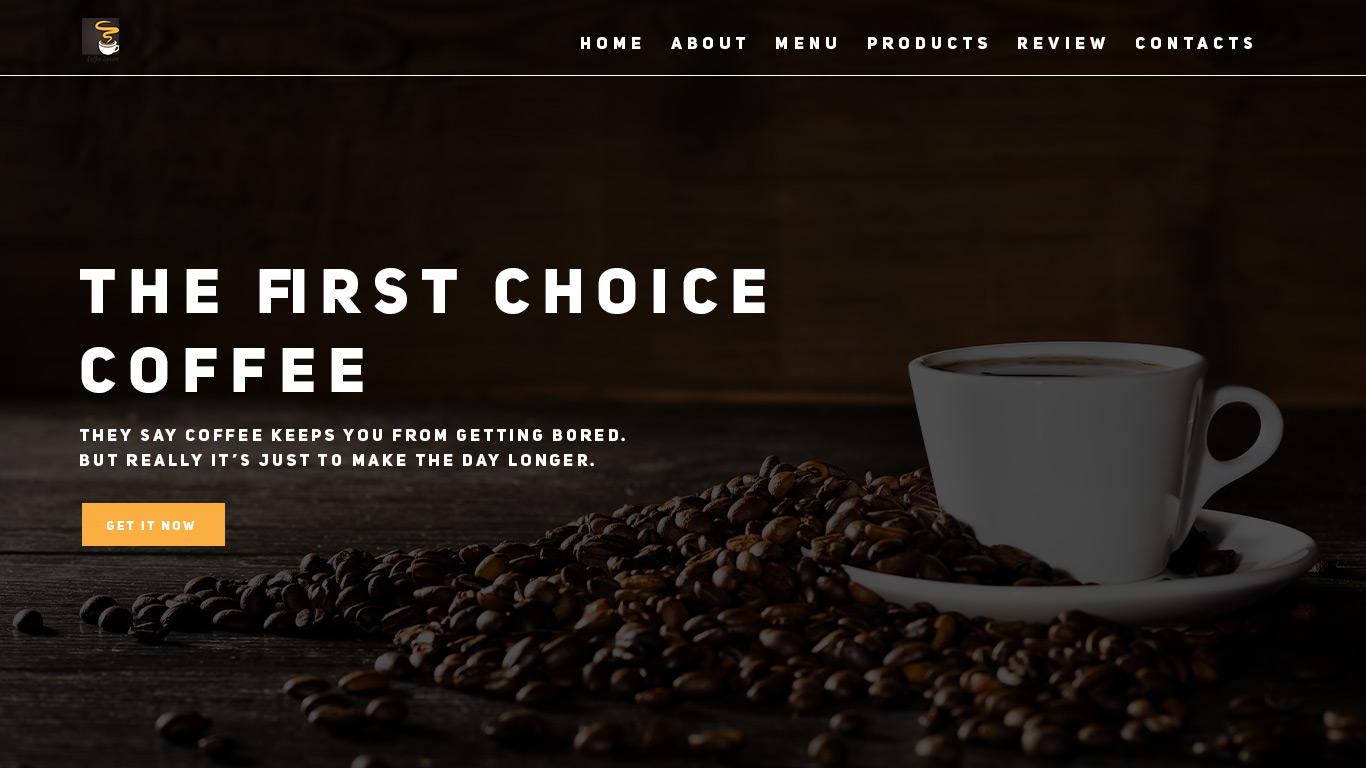 HOME ABOUT MENU PRODUCTS REVIEW CONTACTS
THE FIRST CHOICE
COFFEE
THEY SAY COFFEE KEEPS YOU FROM GETTING BORED.
BUT REALLY IT'S JUST TO MAKE THE DAY LONGER.
GET IT NOW